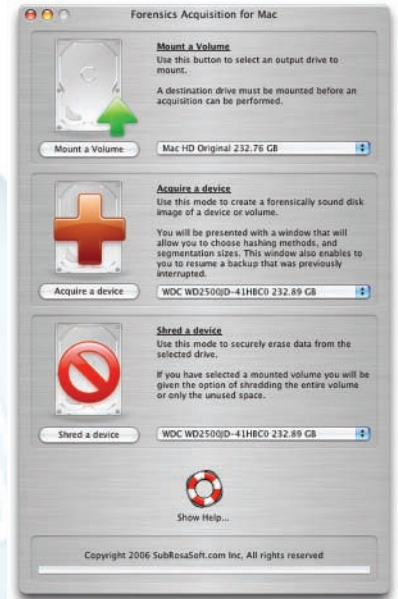 Forensics Acquisition for Mac
Mount a Volume
Use this button to select an output drive to
mount.
A destination drive must be mounted before an
acquisition can be performed.
Mount a Volume
Mac HD Original 232.76 GB
Acquire a device
Use this mode to create a forensically sound disk
image of a device or volume.
You will be presented with a window that will
allow you to choose hashing methods, and
segmentation sizes. This window also enables to
you to resume a backup that was previously
interrupted.
Acquire a device
WDC WD2500JD-41HBC0 232.89 GB
Shred a device
Use this mode to securely erase data from the
selected drive.
If you have selected a mounted volume you will be
given the option of shredding the entire volume
or only the unused space.
Shred a device
WDC WD2500JD-41HBC0 232.89 GB
Show Help...
Copyright 2006 SubRosaSoft.com Inc, All rights reserved